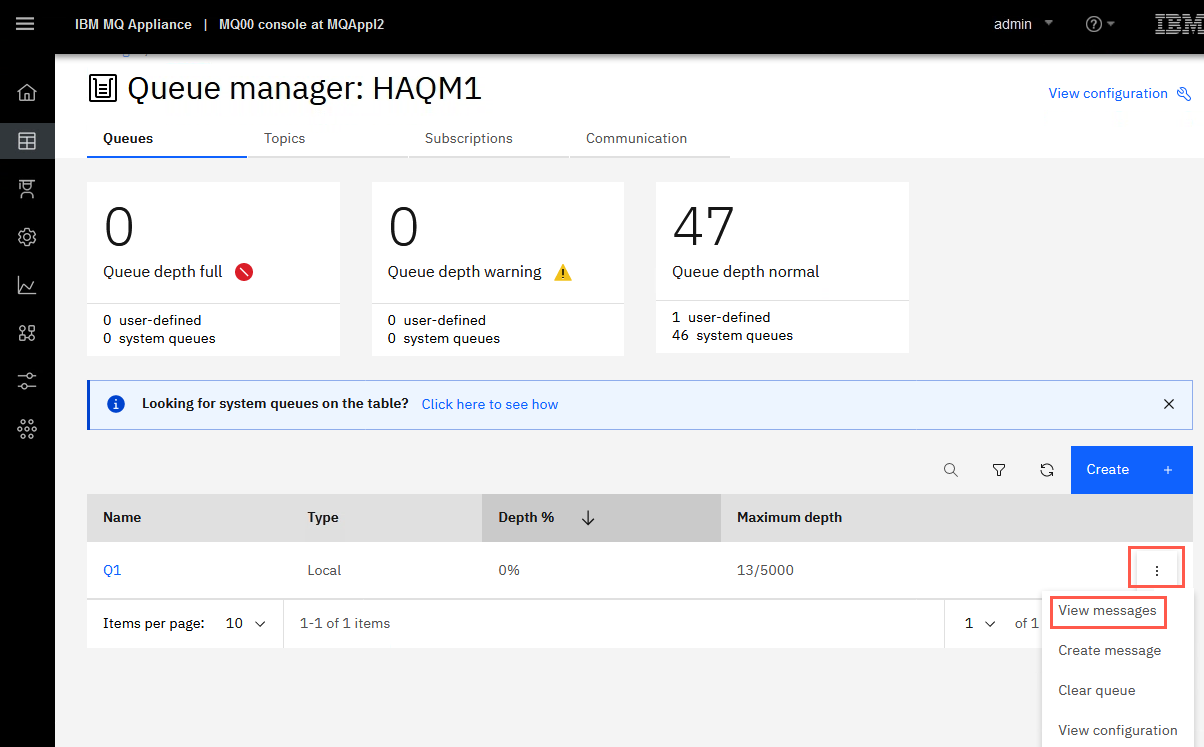 IBM MQ Appliance | MQ00 console at MQAppl2
admin
IBM
Queue manager: HAQM1
View configuration
Queues Topics Subscriptions Communication
0
Queue depth full
0 user-defined
0 system queues
0
Queue depth warning
0 user-defined
0 system queues
47
Queue depth normal
1 user-defined
46 system queues
Looking for system queues on the table? Click here to see how
Create +
Name Type Depth % Maximum depth
Q1 Local 0% 13/5000
Items per page: 10 1-1 of 1 items 1 of 1
View messages
Create message
Clear queue
View configuration